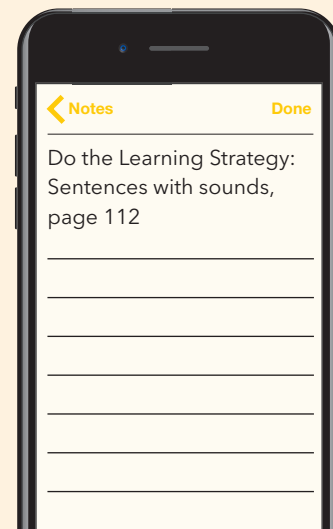 Notes
Done
Do the Learning Strategy:
Sentences with sounds,
page 112